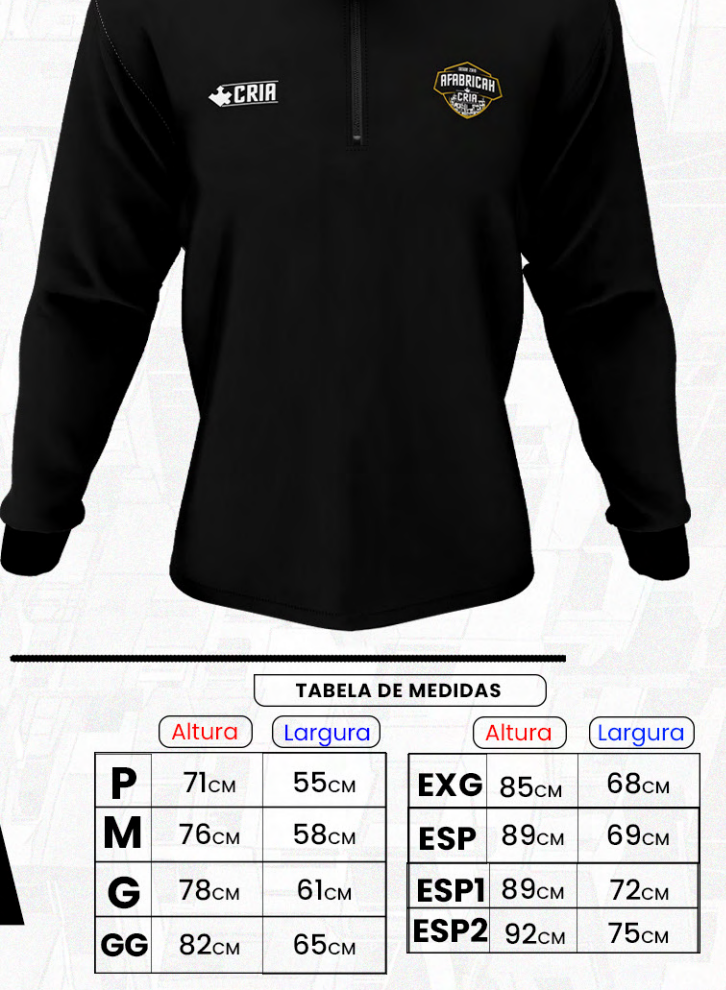 CRIA
AFABRICAH
CRIA
TABELA DE MEDIDAS
Altura Largura Altura Largura
P 71CM 55CM EXG 85CM 68CM
M 76CM 58CM ESP 89CM 69CM
G 78CM 61CM ESP1 89CM 72CM
GG 82CM 65CM ESP2 92CM 75CM